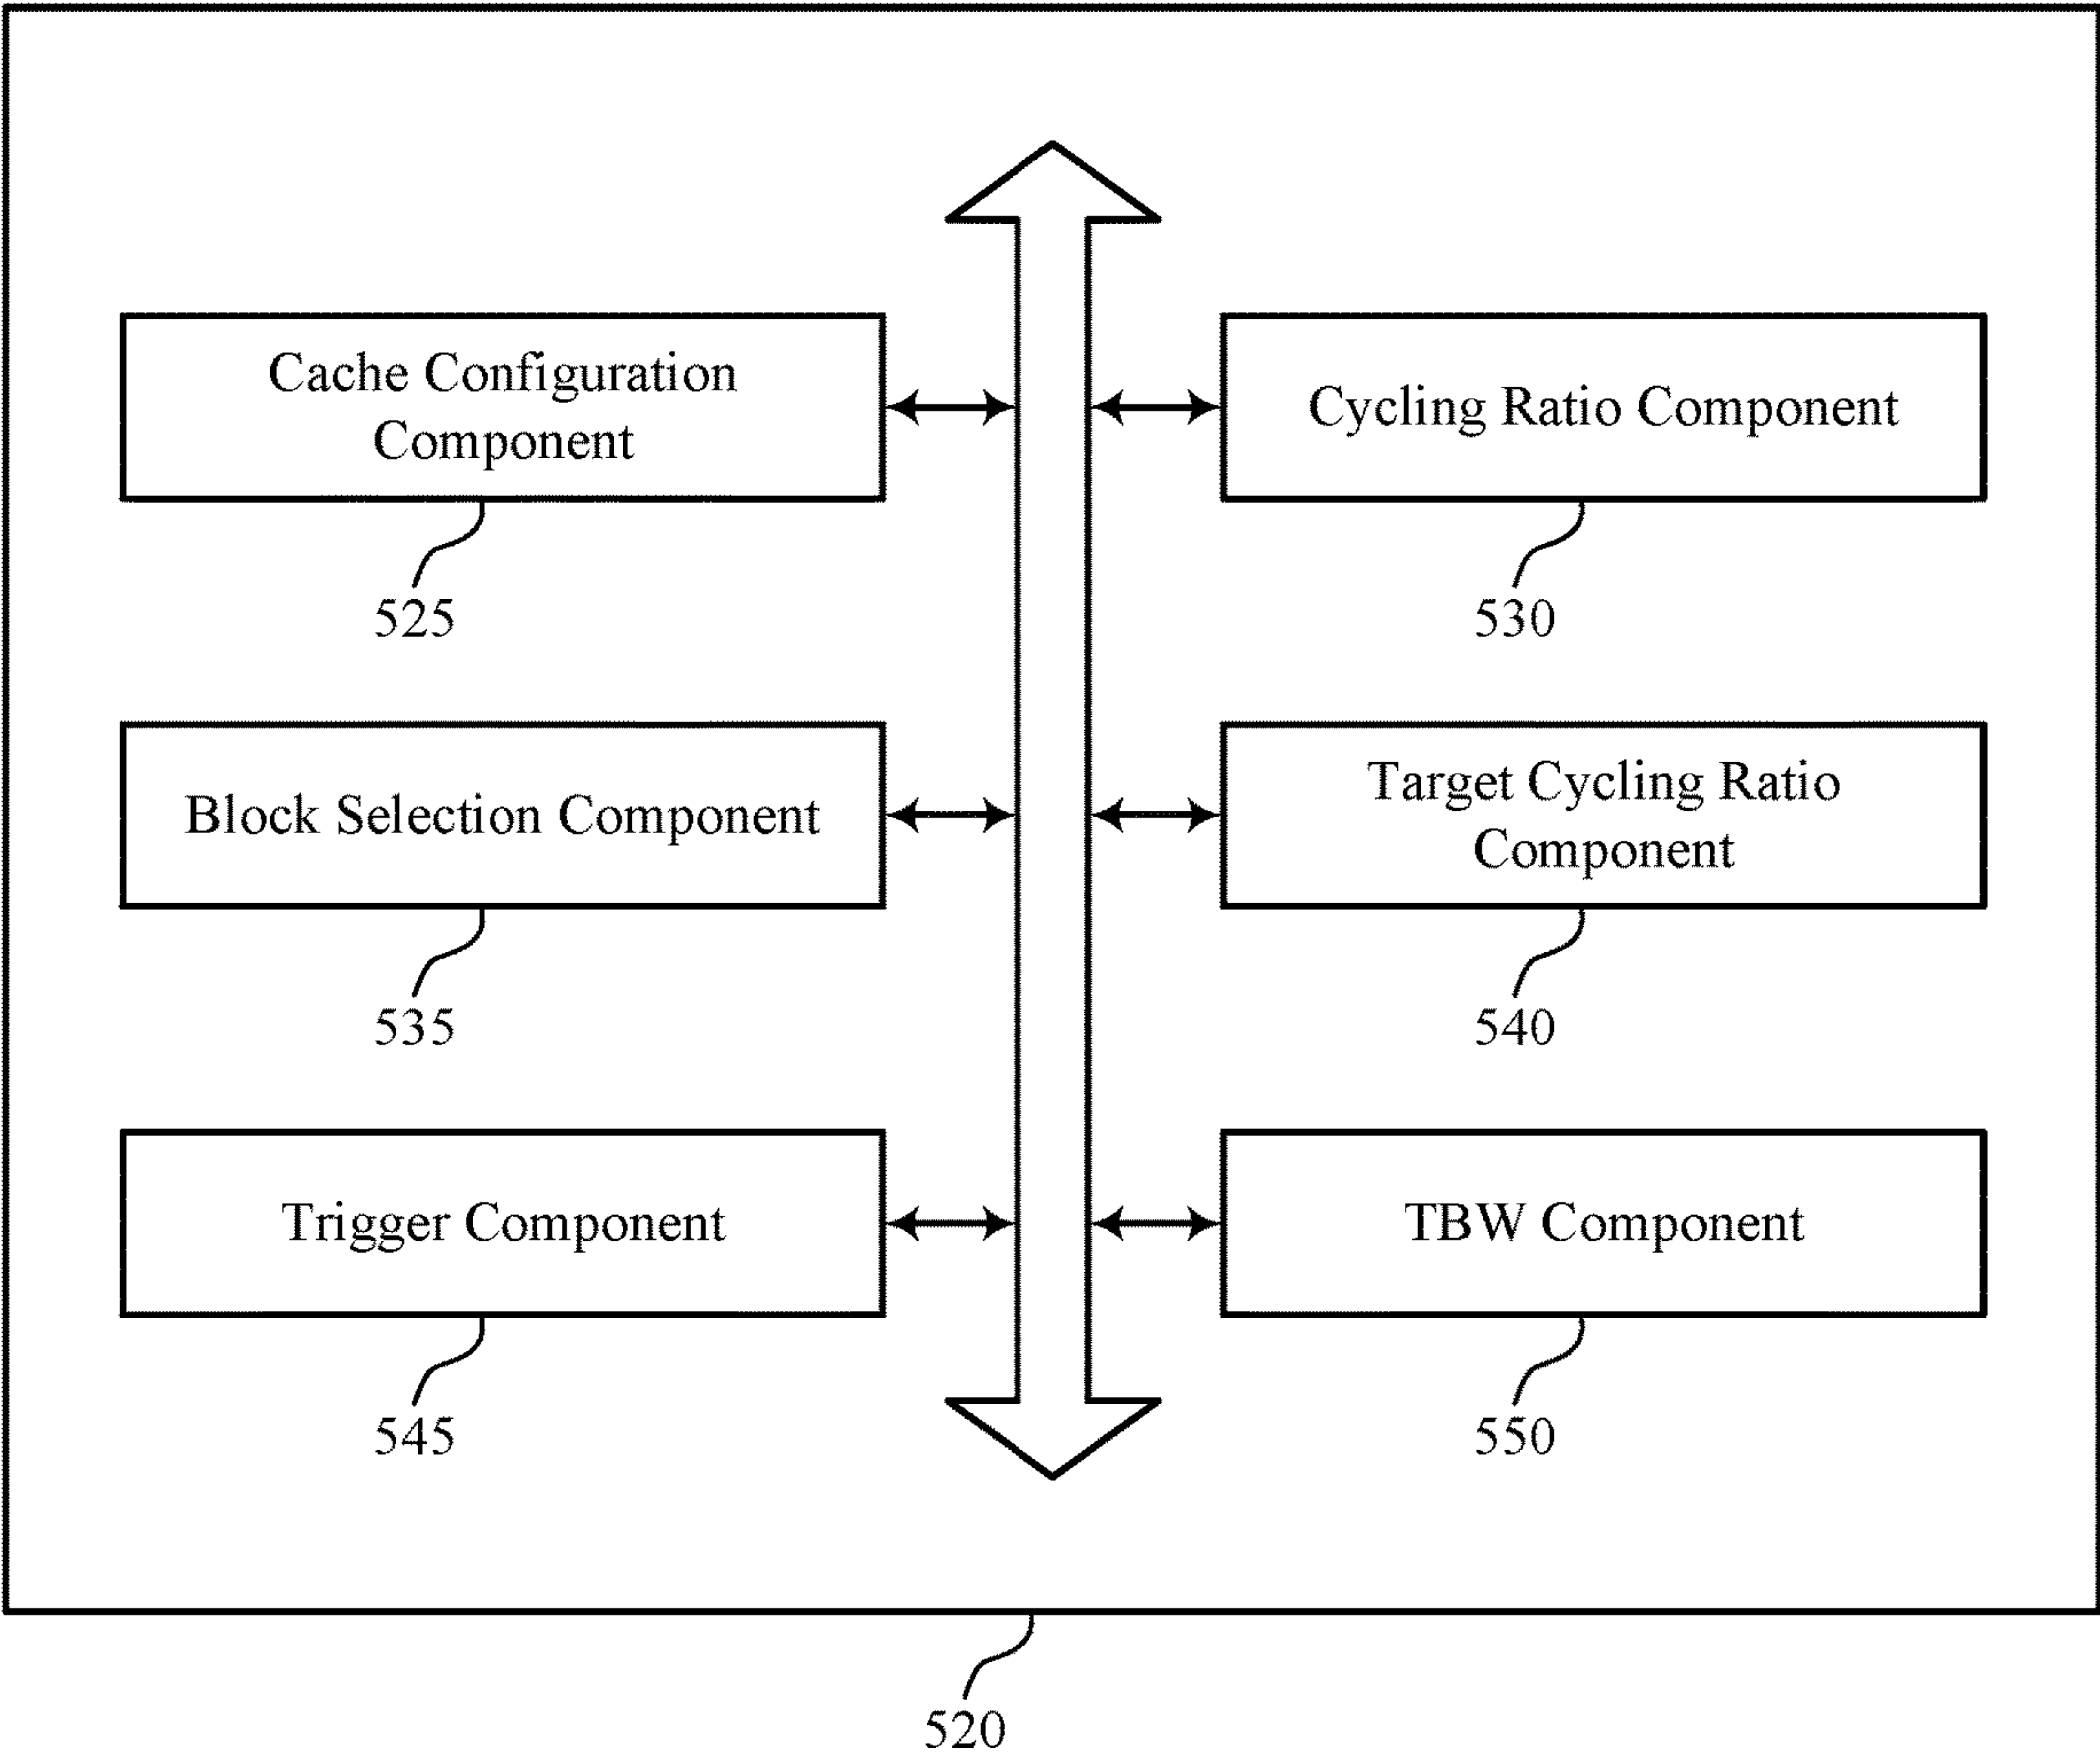 Cache Configuration
Component
525
Cycling Ratio Component
530
Block Selection Component
535
Target Cycling Ratio
Component
540
Trigger Component
545
TBW Component
550
520